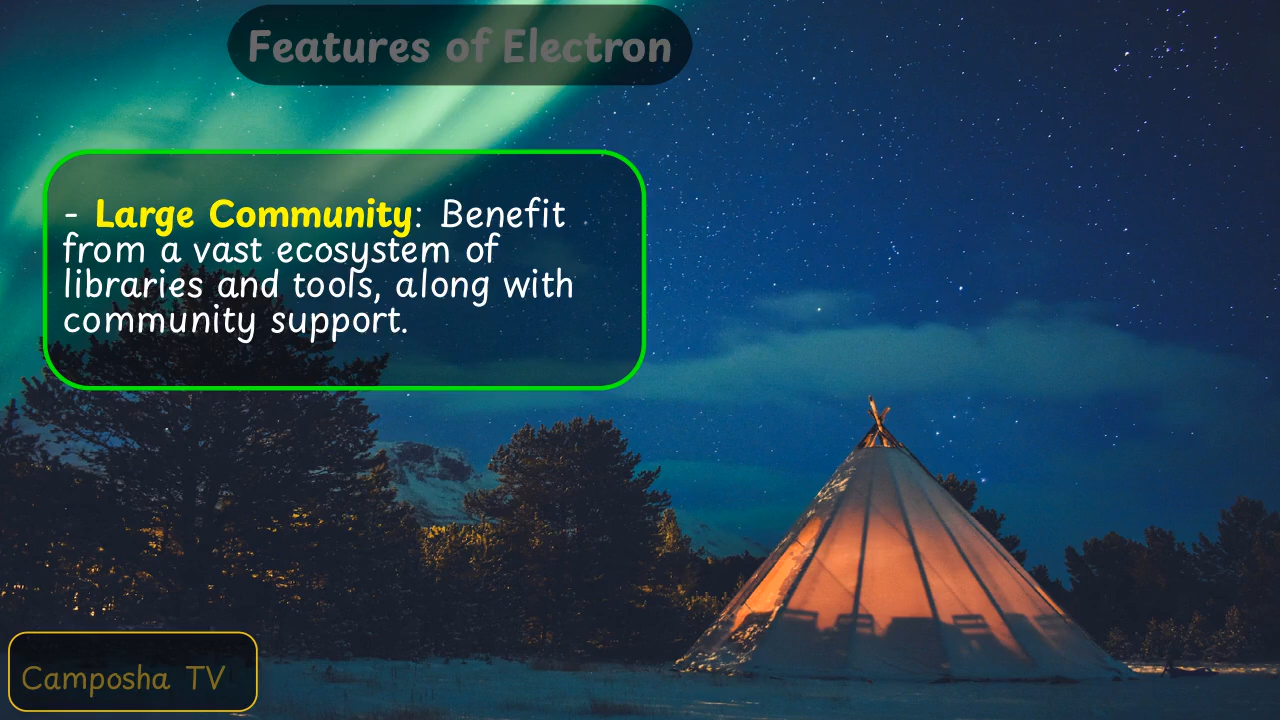 Features of Electron
- Large Community: Benefit
from a vast ecosystem of
libraries and tools, along with
community support.
Camposha TV